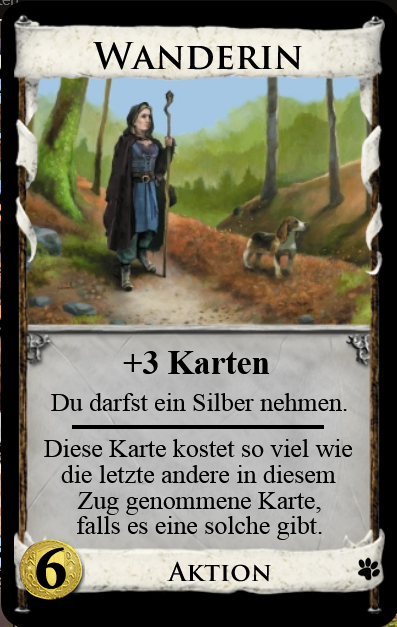 WANDERIN
+3 Karten
Du darfst ein Silber nehmen.
Diese Karte kostet so viel wie
die letzte andere in diesem
Zug genommene Karte,
falls es eine solche gibt.
6
AKTION